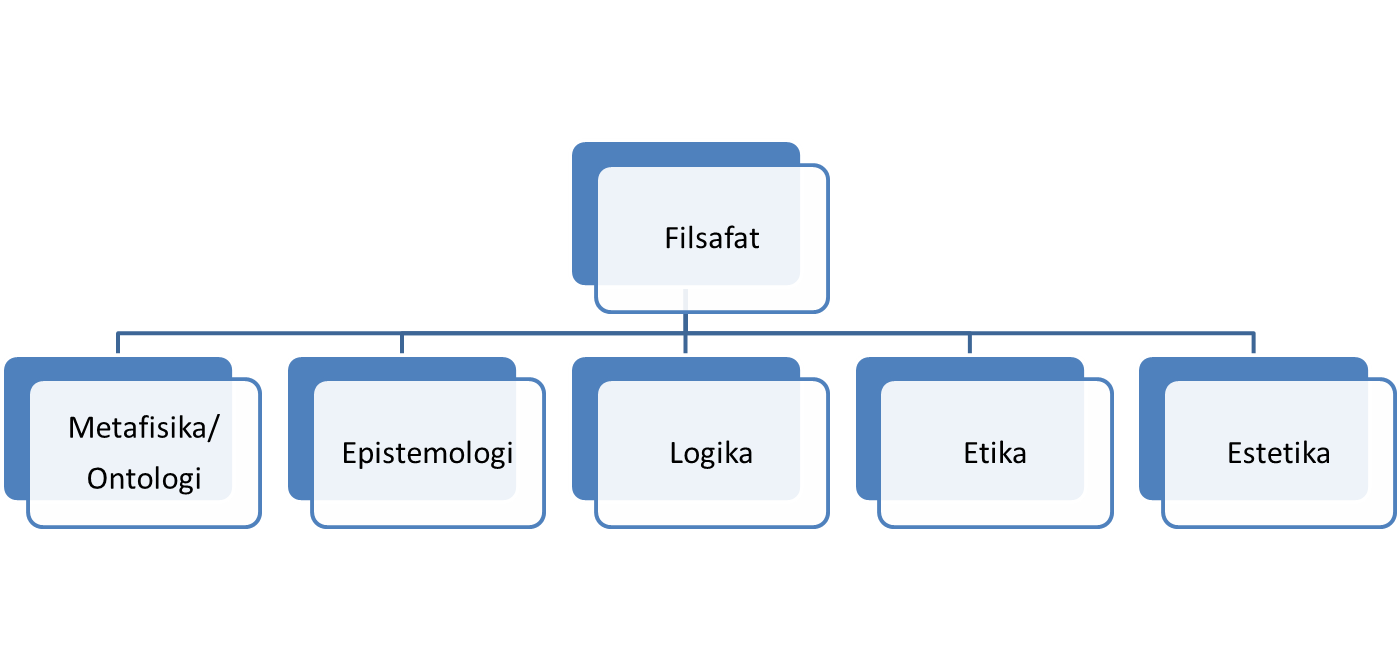 Filsafat
Metafisika/
Ontologi
Epistemologi
Logika
Etika
Estetika